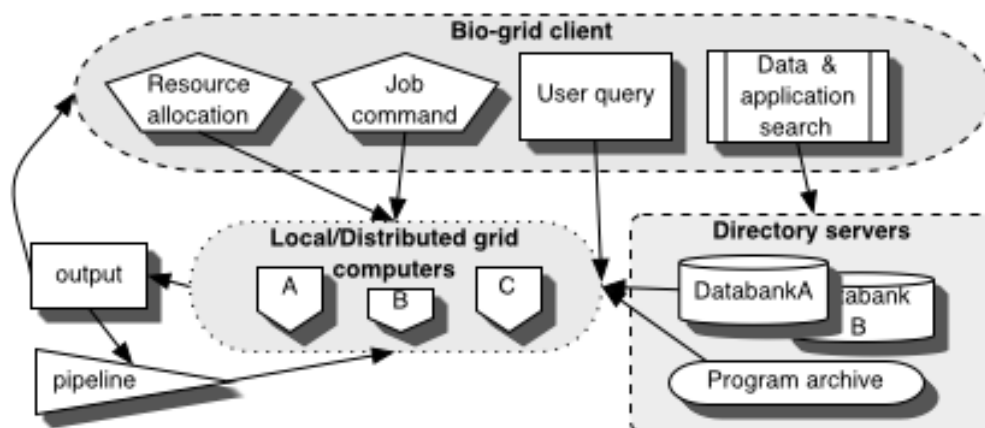 Bio-grid client
Resource
allocation
Job
command
User query
Data &
application
search
Local/Distributed grid
computers
A
B
C
output
pipeline
Directory servers
DatabankA
B
Program archive